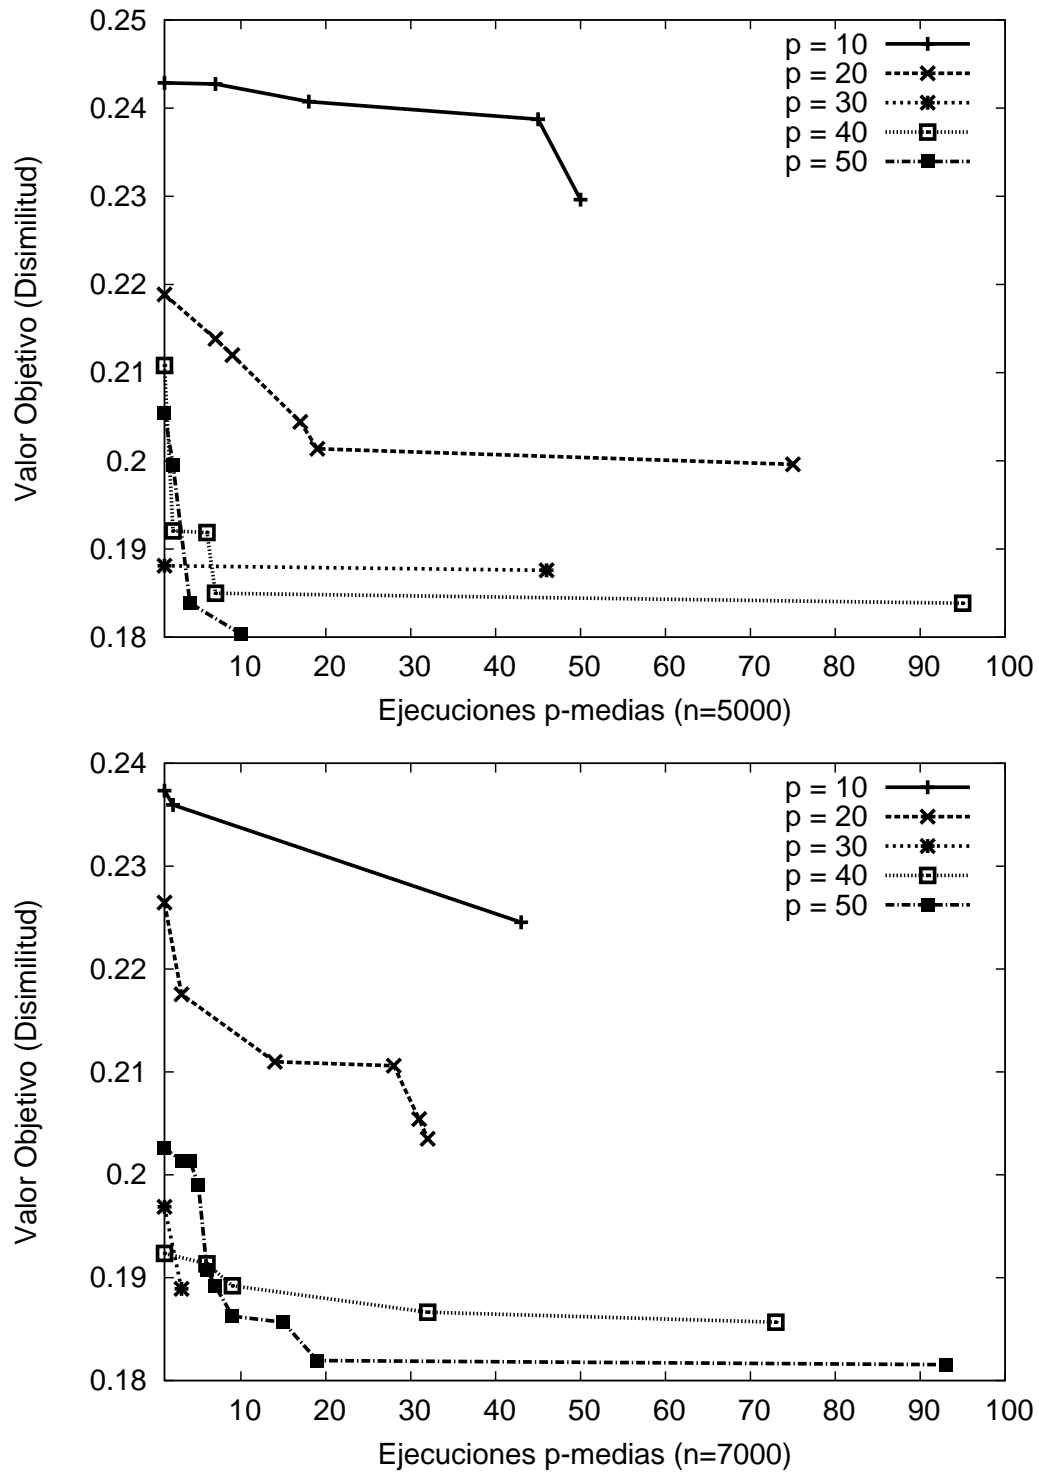 0.25
0.24
0.23
0.22
0.21
0.2
0.19
0.18
Valor Objetivo (Disimilitud)
p = 10
p = 20
p = 30
p = 40
p = 50
10 20 30 40 50 60 70 80 90 100
Ejecuciones p-medias (n=5000)
0.24
0.23
0.22
0.21
0.2
0.19
0.18
Valor Objetivo (Disimilitud)
p = 10
p = 20
p = 30
p = 40
p = 50
10 20 30 40 50 60 70 80 90 100
Ejecuciones p-medias (n=7000)